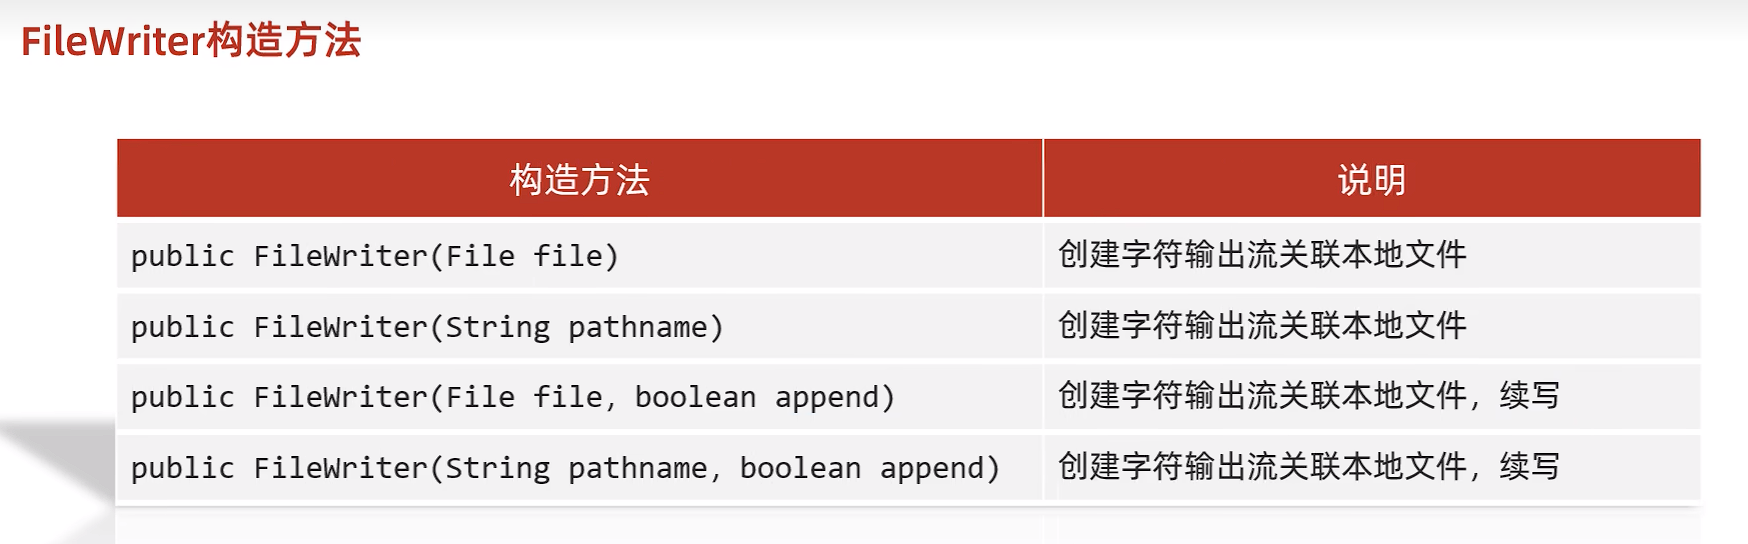 FileWriter构造方法
构造方法 说明
public FileWriter(File file) 创建字符输出流关联本地文件
public FileWriter(String pathname) 创建字符输出流关联本地文件
public FileWriter(File file, boolean append) 创建字符输出流关联本地文件，续写
public FileWriter(String pathname, boolean append) 创建字符输出流关联本地文件，续写